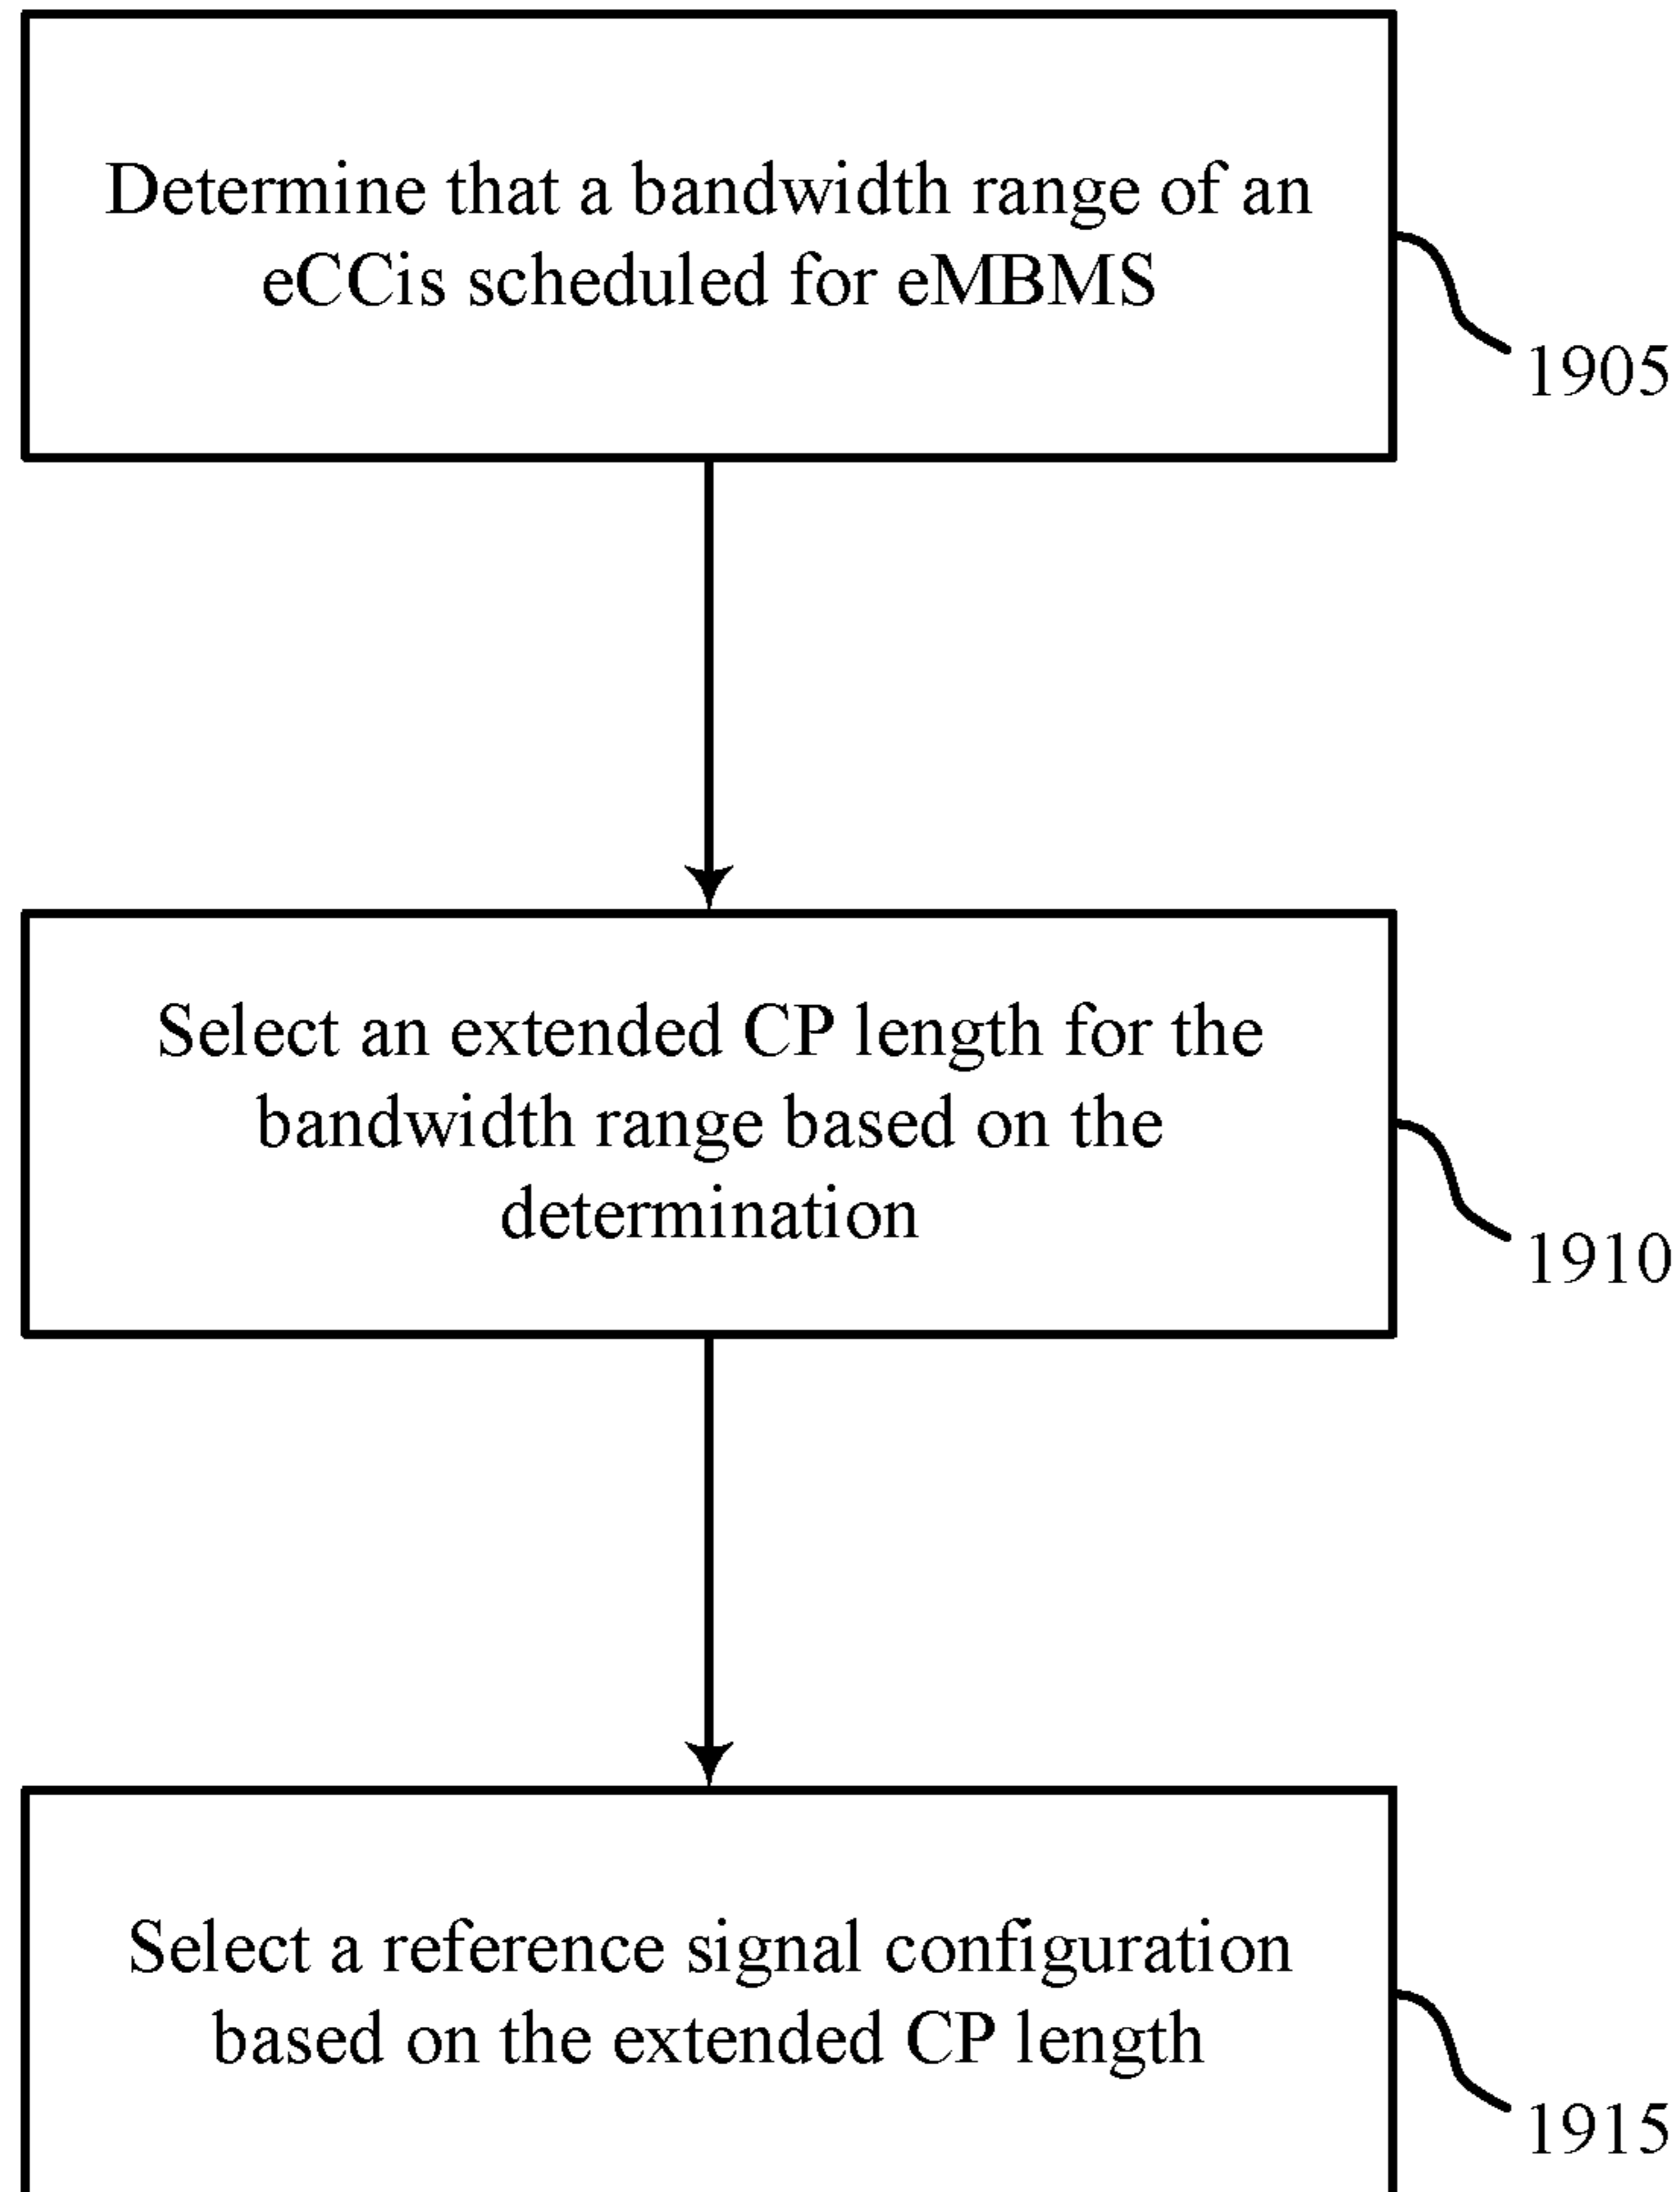 Determine that a bandwidth range of an
eCCis scheduled for eMBMS
1905
Select an extended CP length for the
bandwidth range based on the
determination
1910
Select a reference signal configuration
based on the extended CP length
1915